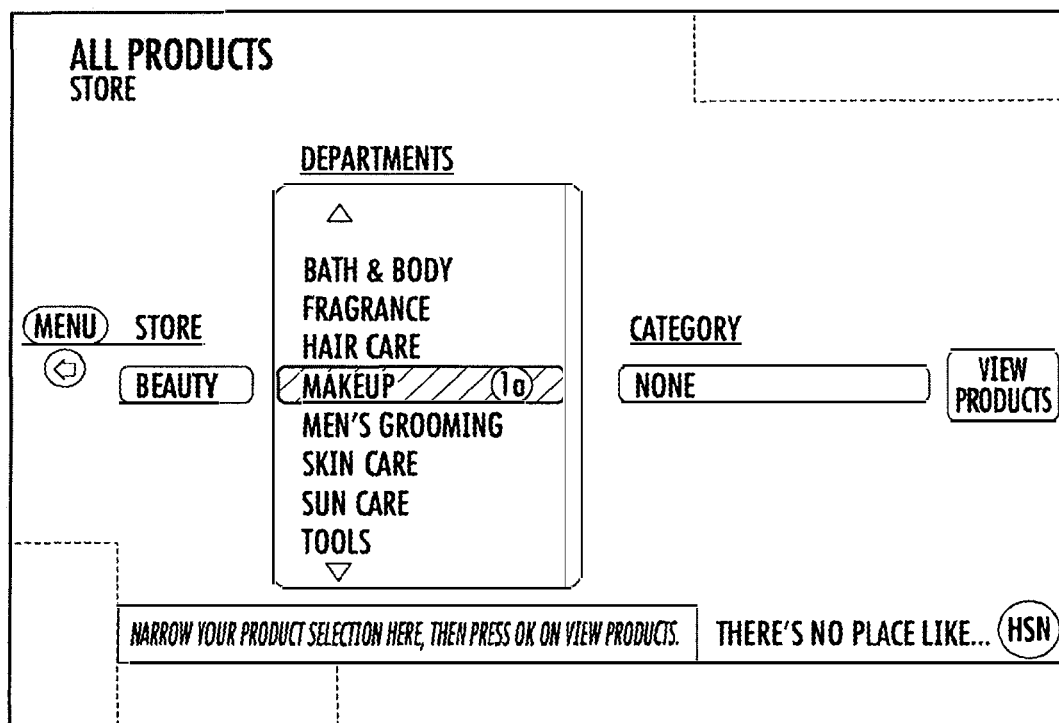 ALL PRODUCTS
STORE
DEPARTMENTS
BATH & BODY
FRAGRANCE
HAIR CARE
MAKEUP 1a
MEN'S GROOMING
SKIN CARE
SUN CARE
TOOLS
MENU
STORE
BEAUTY
CATEGORY
NONE
VIEW
PRODUCTS
NARROW YOUR PRODUCT SELECTION HERE, THEN PRESS OK ON VIEW PRODUCTS.
THERE'S NO PLACE LIKE... HSN